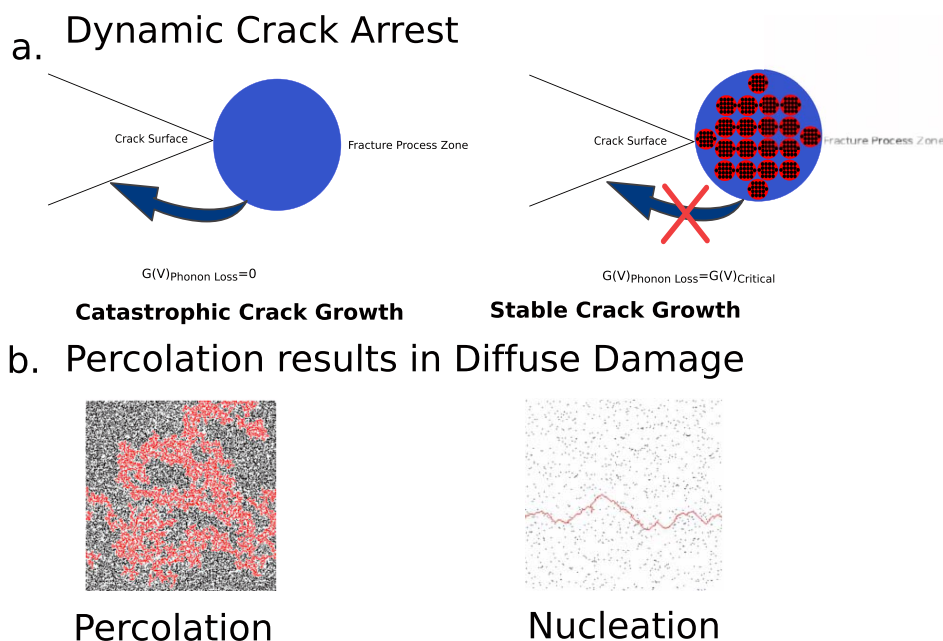 a. Dynamic Crack Arrest
Crack Surface
Fracture Process Zone
Crack Surface
Fracture Process Zone
G(V)Phonon Loss=0
G(V)Phonon Loss=G(V)Critical
Catastrophic Crack Growth
Stable Crack Growth
b. Percolation results in Diffuse Damage
Percolation
Nucleation